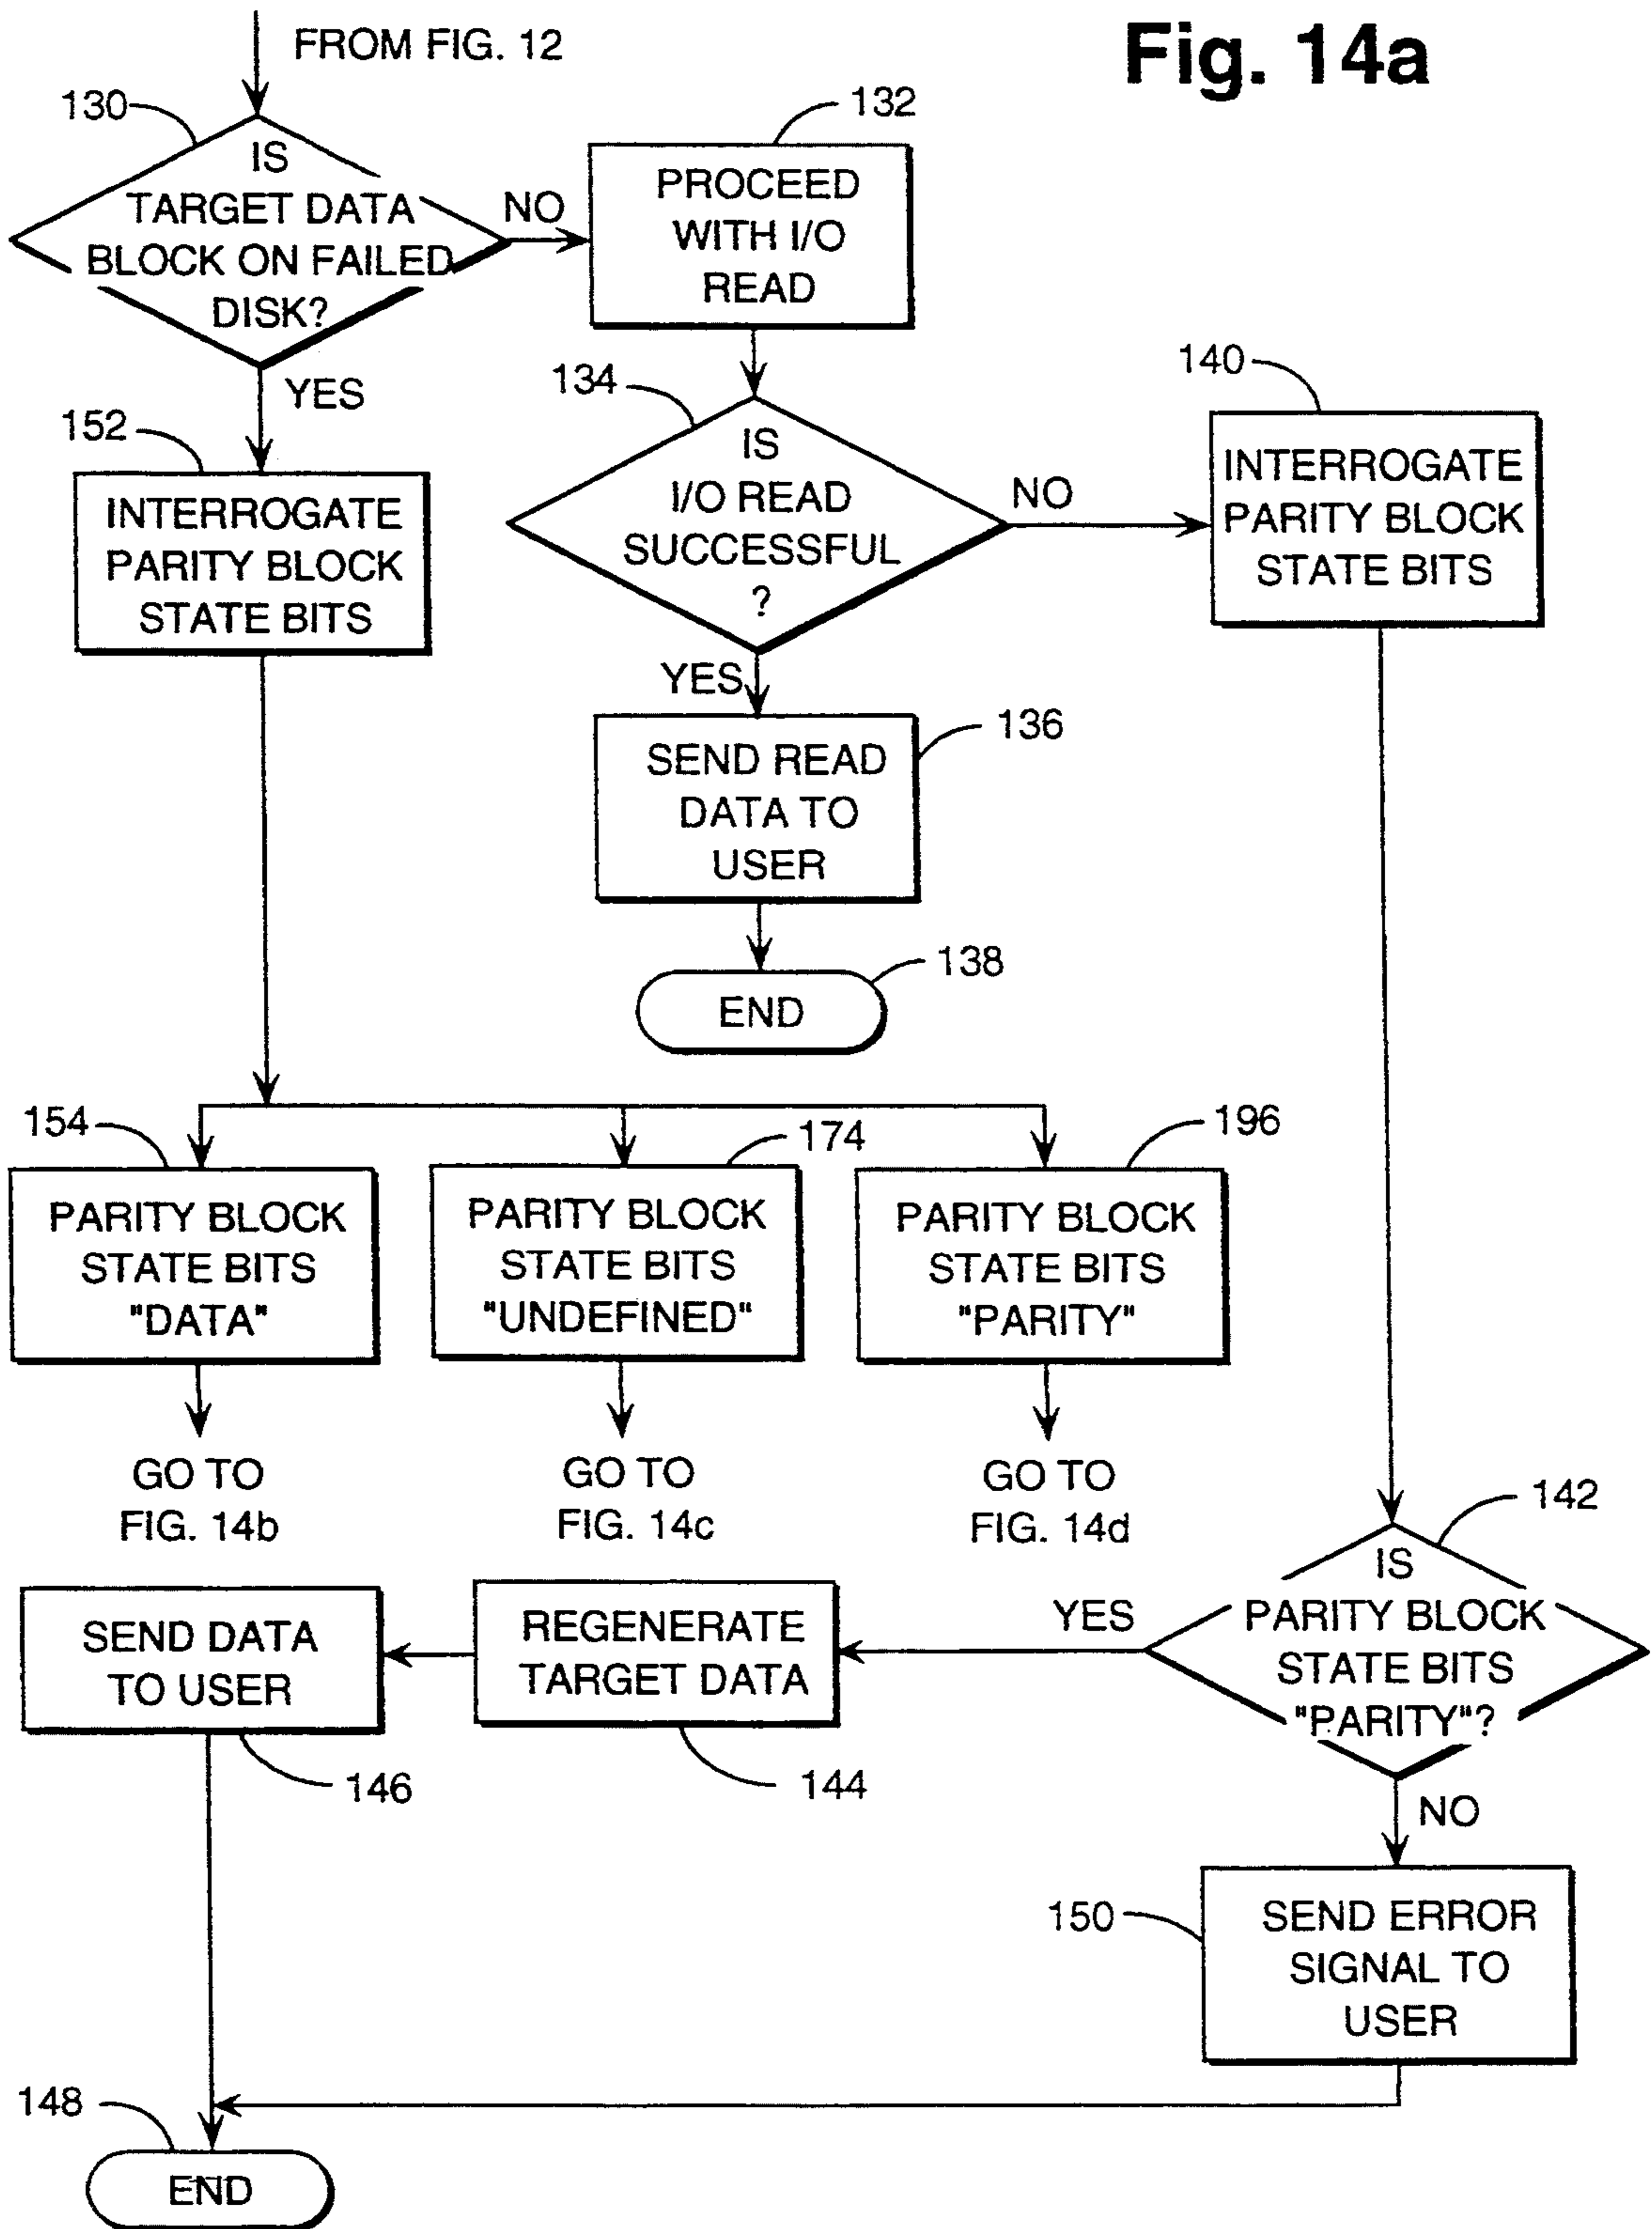 Fig. 14a
FROM FIG. 12
130
IS
TARGET DATA
BLOCK ON FAILED
DISK?
NO
YES
132
PROCEED
WITH I/O
READ
134
IS
I/O READ
SUCCESSFUL
?
NO
YES
140
INTERROGATE
PARITY BLOCK
STATE BITS
152
INTERROGATE
PARITY BLOCK
STATE BITS
136
SEND READ
DATA TO
USER
138
END
154
PARITY BLOCK
STATE BITS
"DATA"
GO TO
FIG. 14b
174
PARITY BLOCK
STATE BITS
"UNDEFINED"
GO TO
FIG. 14c
196
PARITY BLOCK
STATE BITS
"PARITY"
GO TO
FIG. 14d
142
IS
PARITY BLOCK
STATE BITS
"PARITY"?
YES
NO
REGENERATE
TARGET DATA
144
SEND DATA
TO USER
146
150
SEND ERROR
SIGNAL TO
USER
148
END